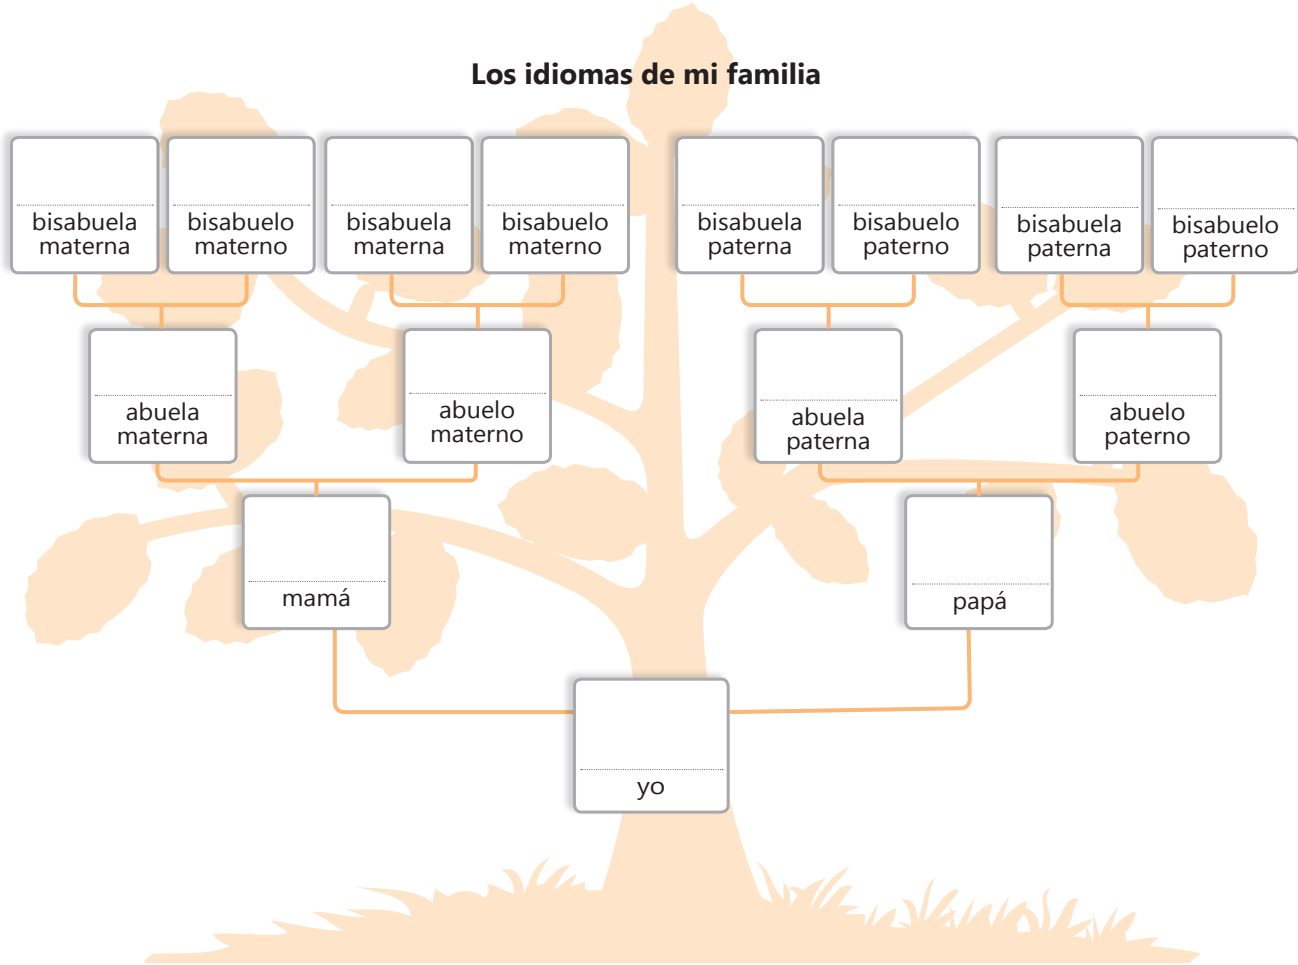 Los idiomas de mi familia
bisabuela
materna
bisabuelo
materno
bisabuela
materna
bisabuelo
materno
bisabuela
paterna
bisabuelo
paterno
bisabuela
paterna
bisabuelo
paterno
abuela
materna
abuelo
materno
abuela
paterna
abuelo
paterno
mamá
papá
yo